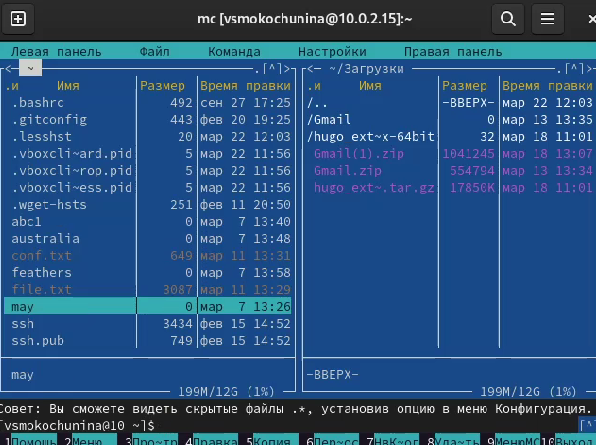 mc [vsmokochunina@10.0.2.15]:~
Левая панель Файл Команда Настройки Правая панель
<─ ~ .[^]>
.и Имя Размер Время правки
.bashrc 492 сен 27 17:25
.gitconfig 443 фев 20 19:25
.lesshst 20 мар 22 12:03
.vboxcli~ard.pid 5 мар 22 11:56
.vboxcli~rop.pid 5 мар 22 11:56
.vboxcli~ess.pid 5 мар 22 11:56
.wget-hsts 251 фев 11 20:50
abc1 0 мар 7 13:40
australia 0 мар 7 13:48
conf.txt 649 мар 11 13:31
feathers 0 мар 7 13:58
file.txt 3087 мар 11 13:29
may 0 мар 7 13:26
ssh 3434 фев 15 14:52
ssh.pub 749 фев 15 14:52
may
199M/12G (1%)
<─ ~/Загрузки .[^]>
.и Имя Размер Время правки
/.. -ВВЕРХ- мар 22 12:03
/Gmail 0 мар 13 13:35
/hugo ext~x-64bit 32 мар 18 11:01
Gmail(1).zip 1041245 мар 18 13:07
Gmail.zip 554794 мар 13 13:34
hugo ext~.tar.gz 17850K мар 18 11:01
-ВВЕРХ-
199M/12G (1%)
Совет: Вы сможете видеть скрытые файлы .*, установив опцию в меню Конфигурация.
[vsmokochunina@10 ~]$ [^]
1Помощь 2Меню 3Про~тр 4Правка 5Копия 6Пер~сс 7НвК~ог 8Уда~ть 9МенюMC 10Выход